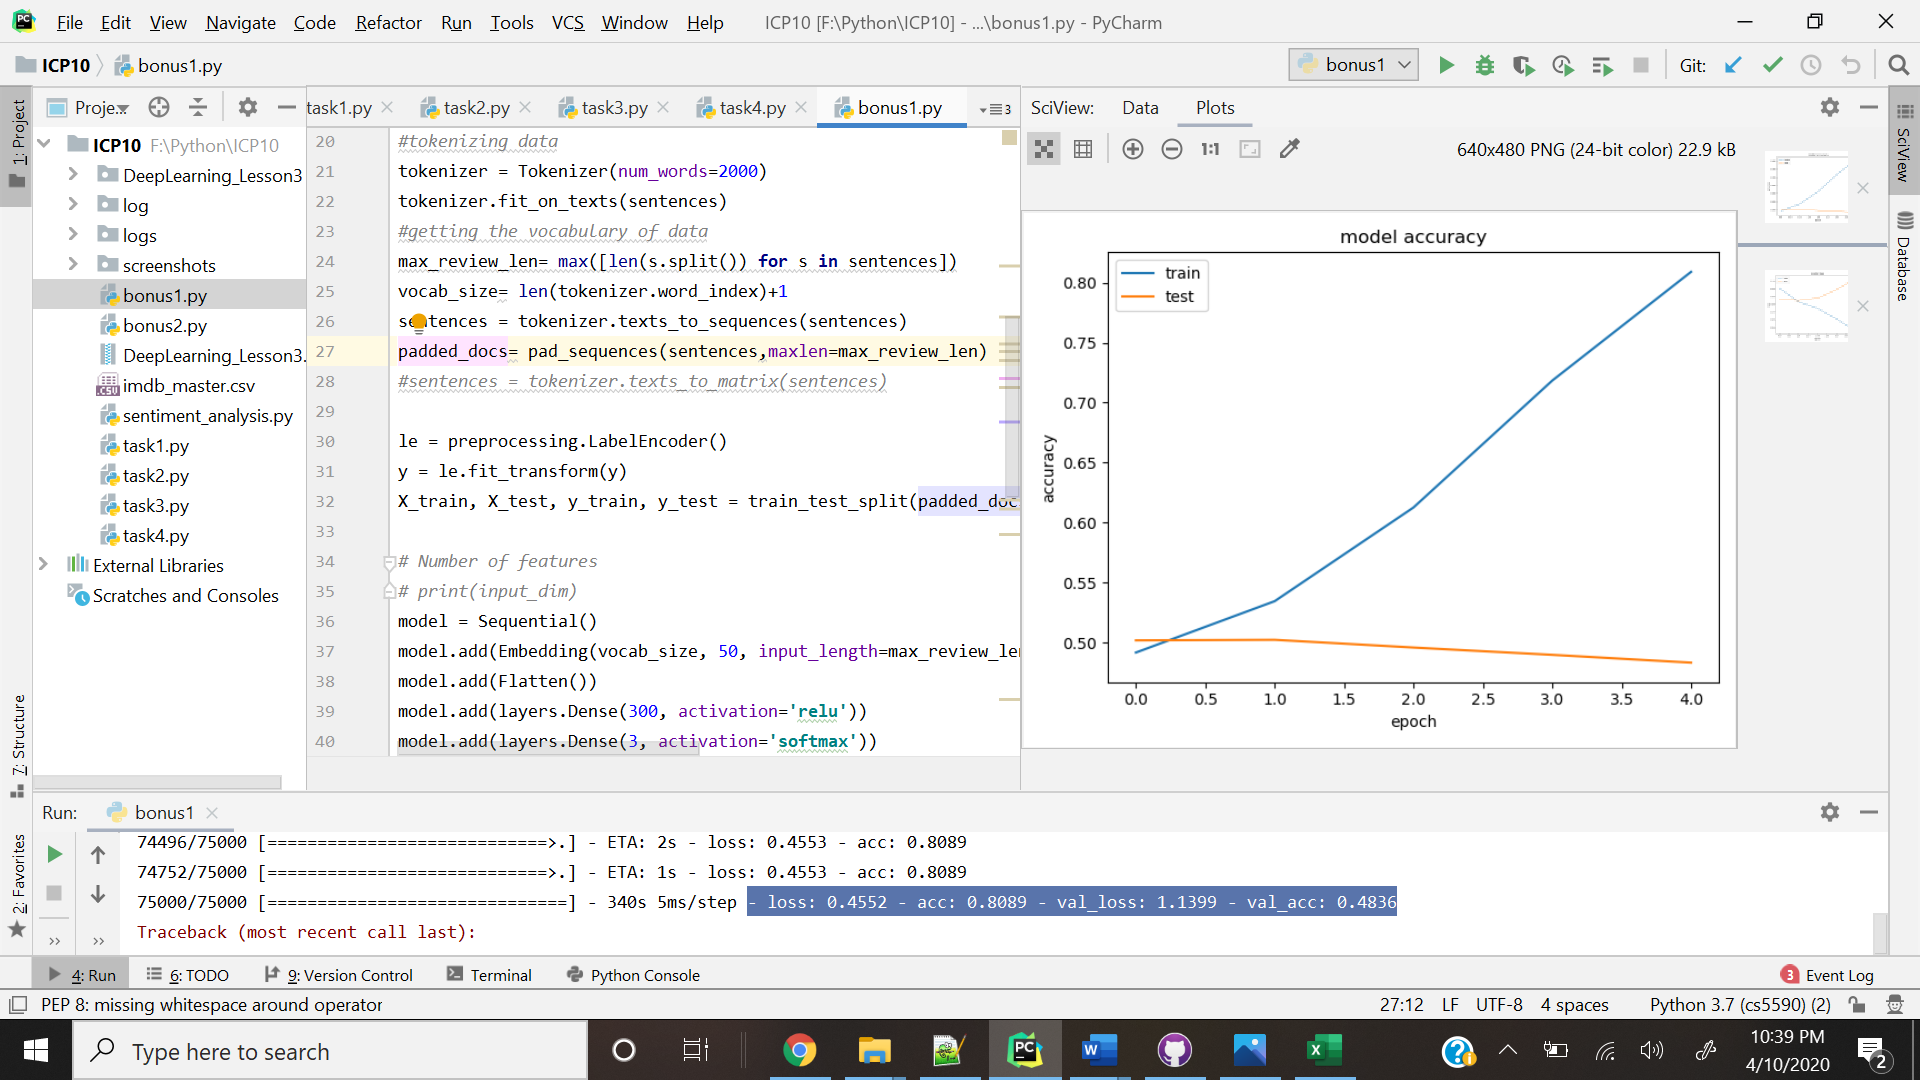 File Edit View Navigate Code Refactor Run Tools VCS Window Help ICP10 [F:\Python\ICP10] - ...\bonus1.py - PyCharm
ICP10 bonus1.py
bonus1 Git:
1: Project
Proje
task1.py task2.py task3.py task4.py bonus1.py
3
SciView: Data Plots
640x480 PNG (24-bit color) 22.9 kB
SciView
Database
ICP10 F:\Python\ICP10
DeepLearning_Lesson3
log
logs
screenshots
bonus1.py
bonus2.py
DeepLearning_Lesson3.
imdb_master.csv
sentiment_analysis.py
task1.py
task2.py
task3.py
task4.py
External Libraries
Scratches and Consoles
20 #tokenizing data
21 tokenizer = Tokenizer(num_words=2000)
22 tokenizer.fit_on_texts(sentences)
23 #getting the vocabulary of data
24 max_review_len= max([len(s.split()) for s in sentences])
25 vocab_size= len(tokenizer.word_index)+1
26 sentences = tokenizer.texts_to_sequences(sentences)
27 padded_docs= pad_sequences(sentences,maxlen=max_review_len)
28 #sentences = tokenizer.texts_to_matrix(sentences)
29
30 le = preprocessing.LabelEncoder()
31 y = le.fit_transform(y)
32 X_train, X_test, y_train, y_test = train_test_split(padded_doc
33
34 # Number of features
35 # print(input_dim)
36 model = Sequential()
37 model.add(Embedding(vocab_size, 50, input_length=max_review_le
38 model.add(Flatten())
39 model.add(layers.Dense(300, activation='relu'))
40 model.add(layers.Dense(3, activation='softmax'))
model accuracy
train
test
0.80
0.75
0.70
0.65
0.60
0.55
0.50
accuracy
0.0 0.5 1.0 1.5 2.0 2.5 3.0 3.5 4.0
epoch
7: Structure
2: Favorites
Run: bonus1
74496/75000 [============================>.] - ETA: 2s - loss: 0.4553 - acc: 0.8089
74752/75000 [============================>.] - ETA: 1s - loss: 0.4553 - acc: 0.8089
75000/75000 [==============================] - 340s 5ms/step - loss: 0.4552 - acc: 0.8089 - val_loss: 1.1399 - val_acc: 0.4836
Traceback (most recent call last):
4: Run 6: TODO 9: Version Control Terminal Python Console 3 Event Log
PEP 8: missing whitespace around operator 27:12 LF UTF-8 4 spaces Python 3.7 (cs5590) (2)
Type here to search
10:39 PM
4/10/2020
2